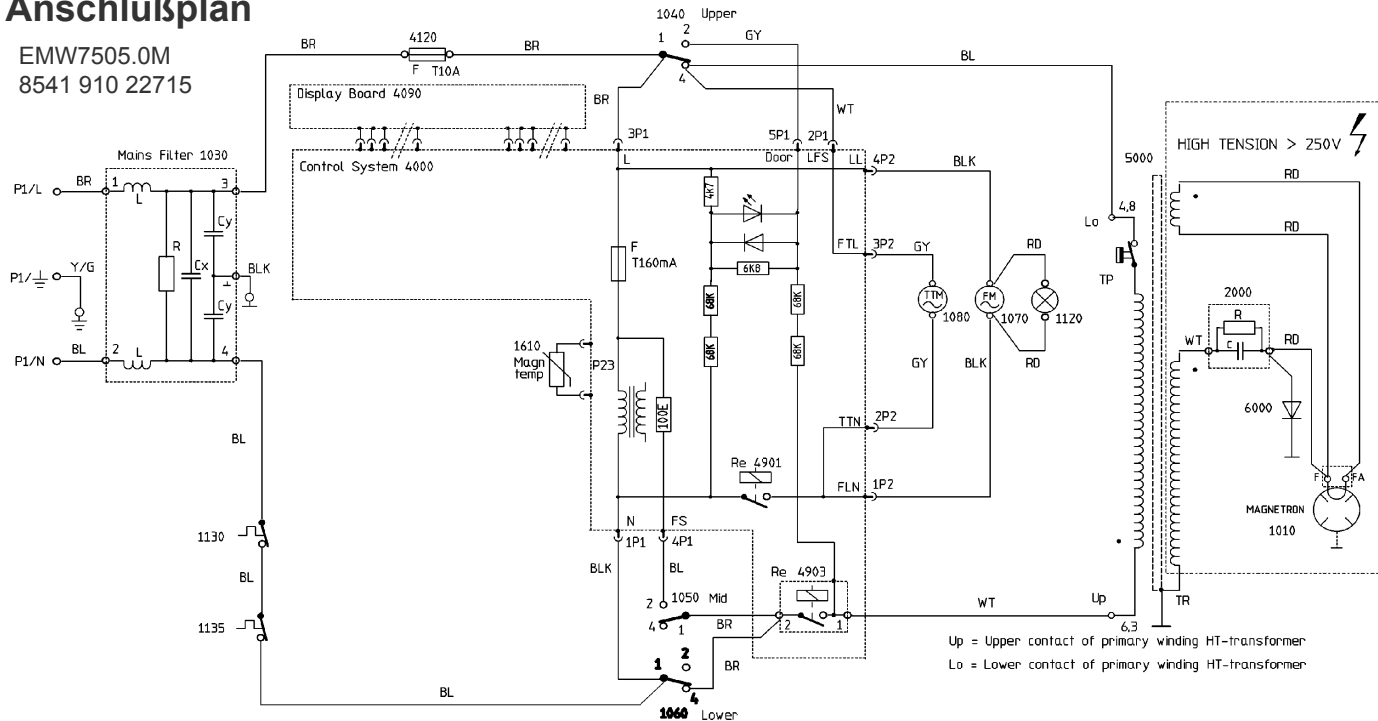 Anschlußplan
EMW7505.0M
8541 910 22715
1040 Upper
1
2
4
GY
BR
4120
F T10A
BR
BL
BR
WT
Display Board 4090
3P1
5P1
2P1
L
Door
LFS
LL
4P2
BLK
Control System 4000
Mains Filter 1030
P1/L
BR
1
L
3
Cy
R
Cx
Cy
BLK
P1/
Y/G
P1/N
BL
2
L
4
4K7
F
T160mA
6K8
68K
68K
68K
68K
FTL
3P2
GY
TTM
1080
FM
1070
RD
1120
RD
GY
BLK
1610
Magn
temp
P23
100E
TTN
2P2
Re 4901
FLN
1P2
N
FS
1P1
4P1
BLK
BL
Re 4903
2
1
2
1050 Mid
4
1
BR
BR
1
2
4
1060 Lower
BL
1130
BL
1135
BL
WT
Up
6,3
Lo
4,8
TP
5000
HIGH TENSION > 250V
RD
RD
2000
R
C
WT
RD
6000
F
FA
MAGNETRON
1010
TR
Up = Upper contact of primary winding HT-transformer
Lo = Lower contact of primary winding HT-transformer